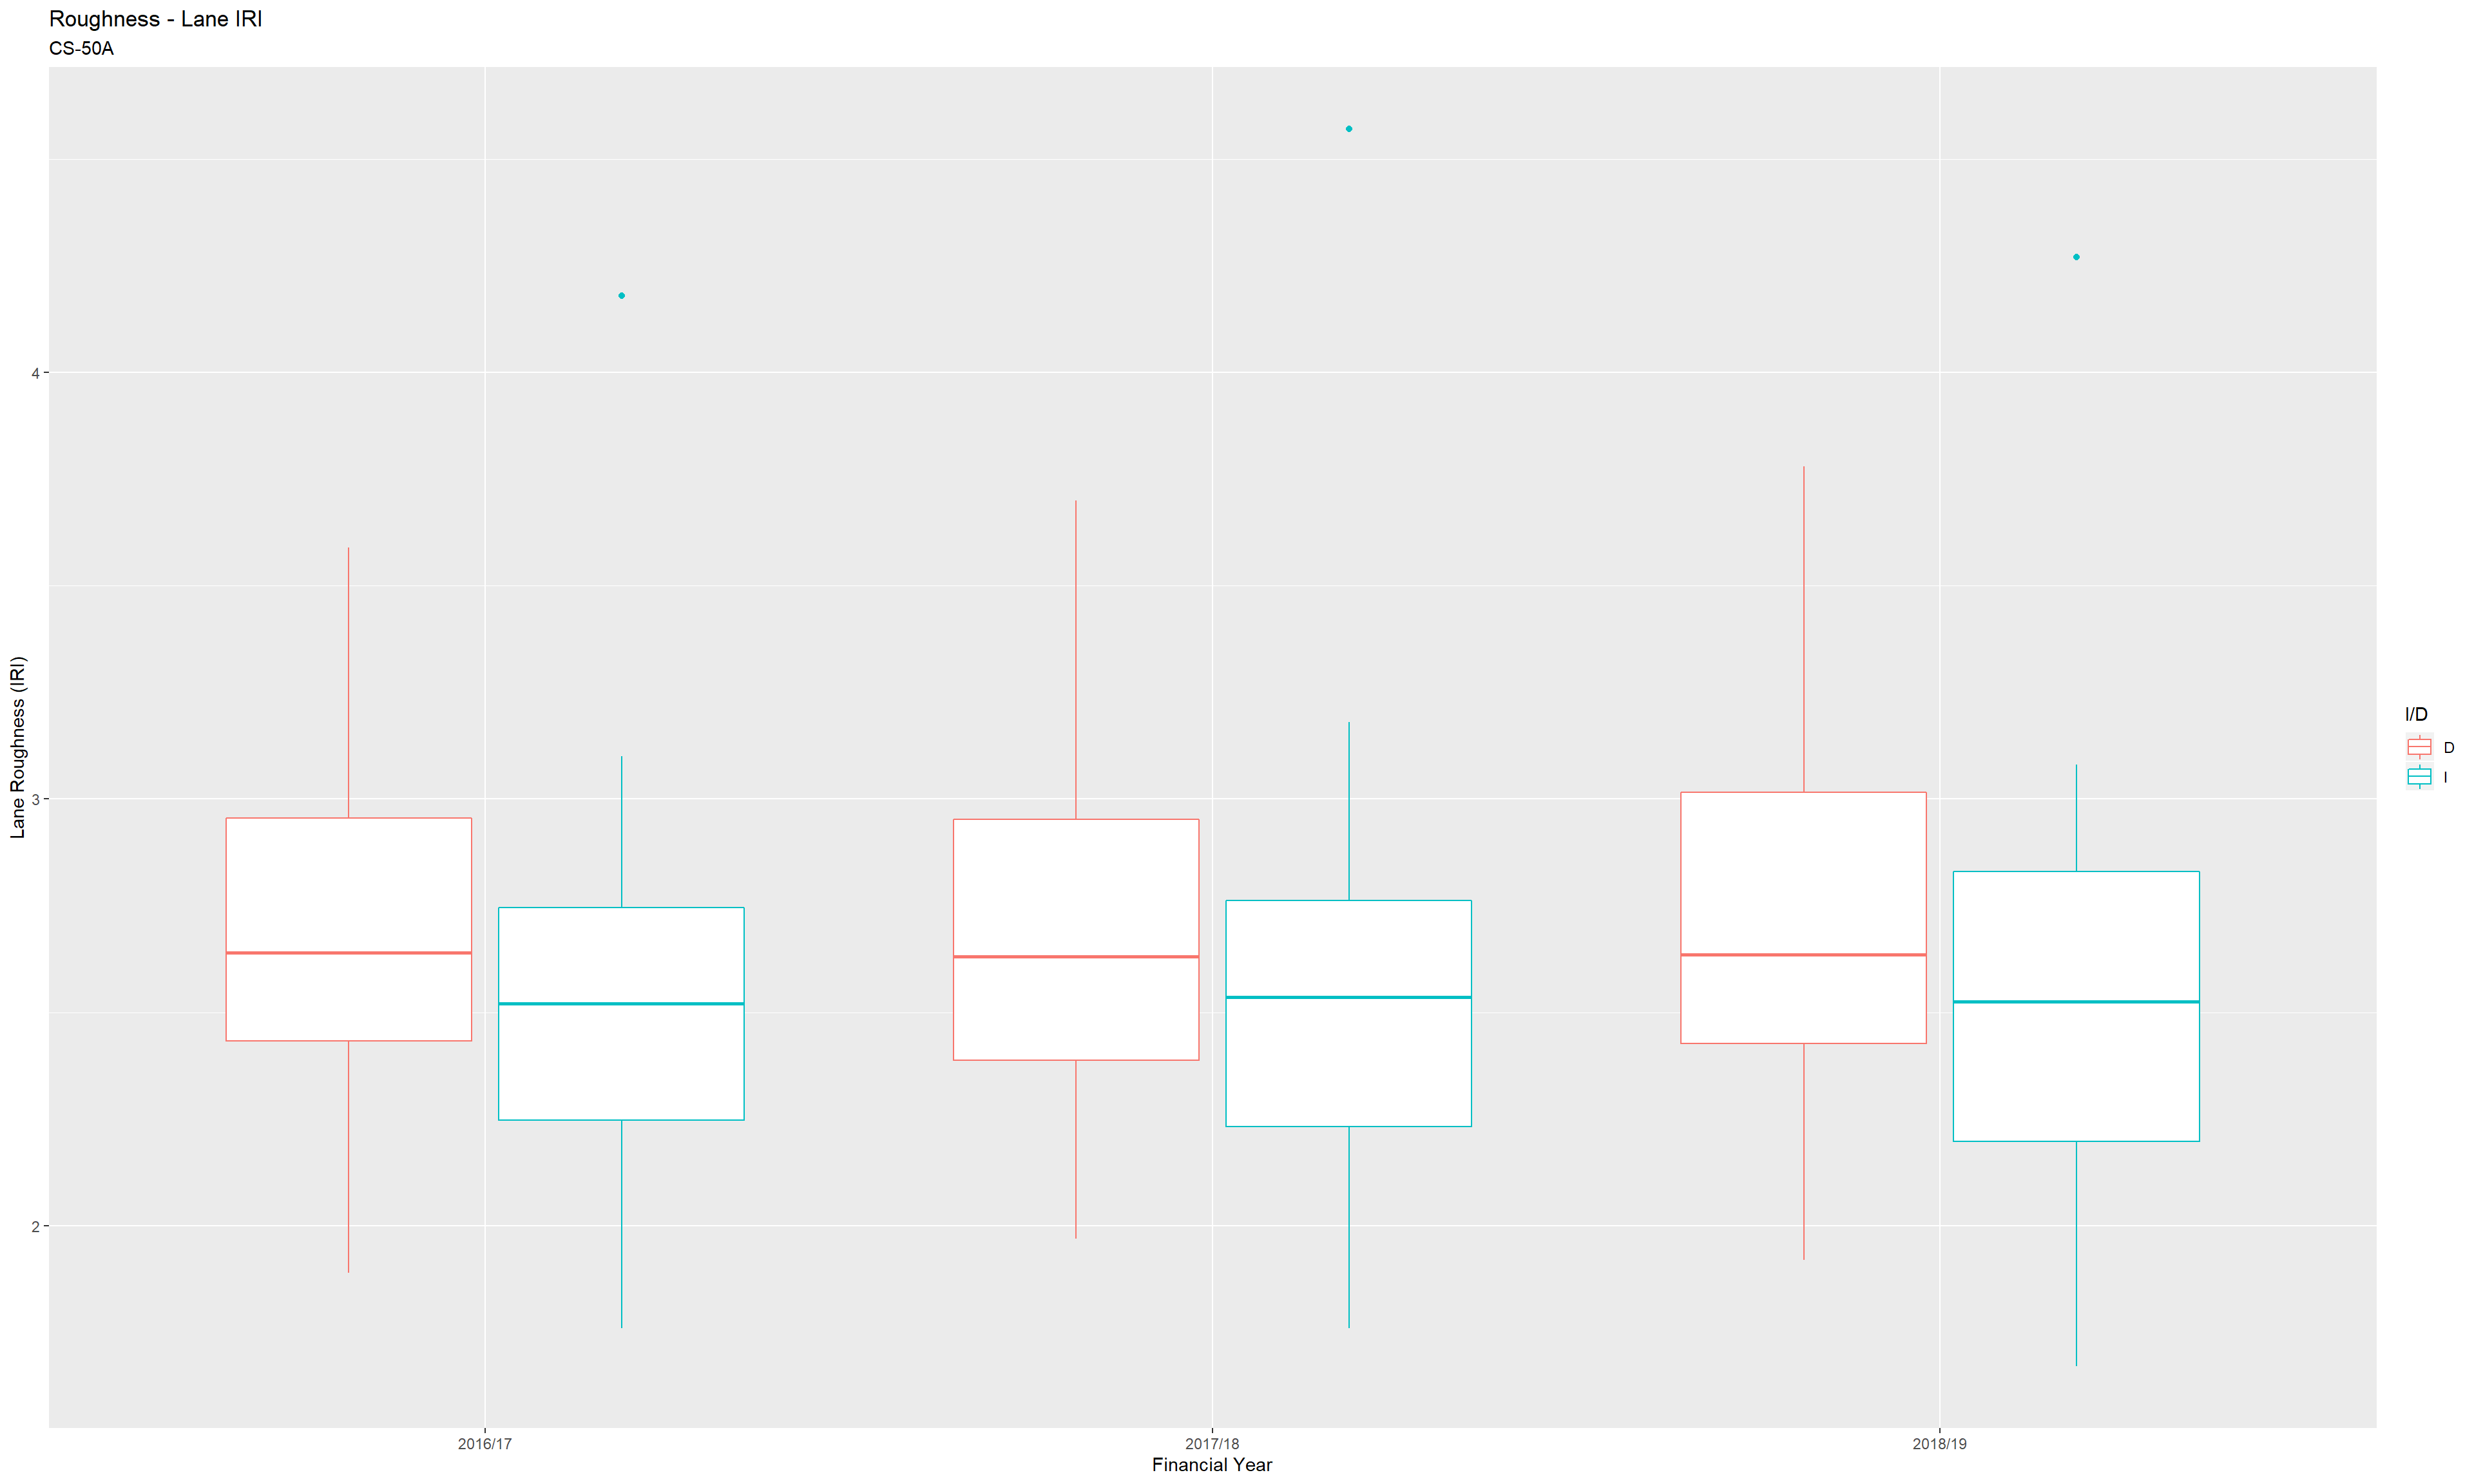 Roughness - Lane IRI
CS-50A
Lane Roughness (IRI)
4
3
2
2016/17
2017/18
2018/19
Financial Year
I/D
D
I